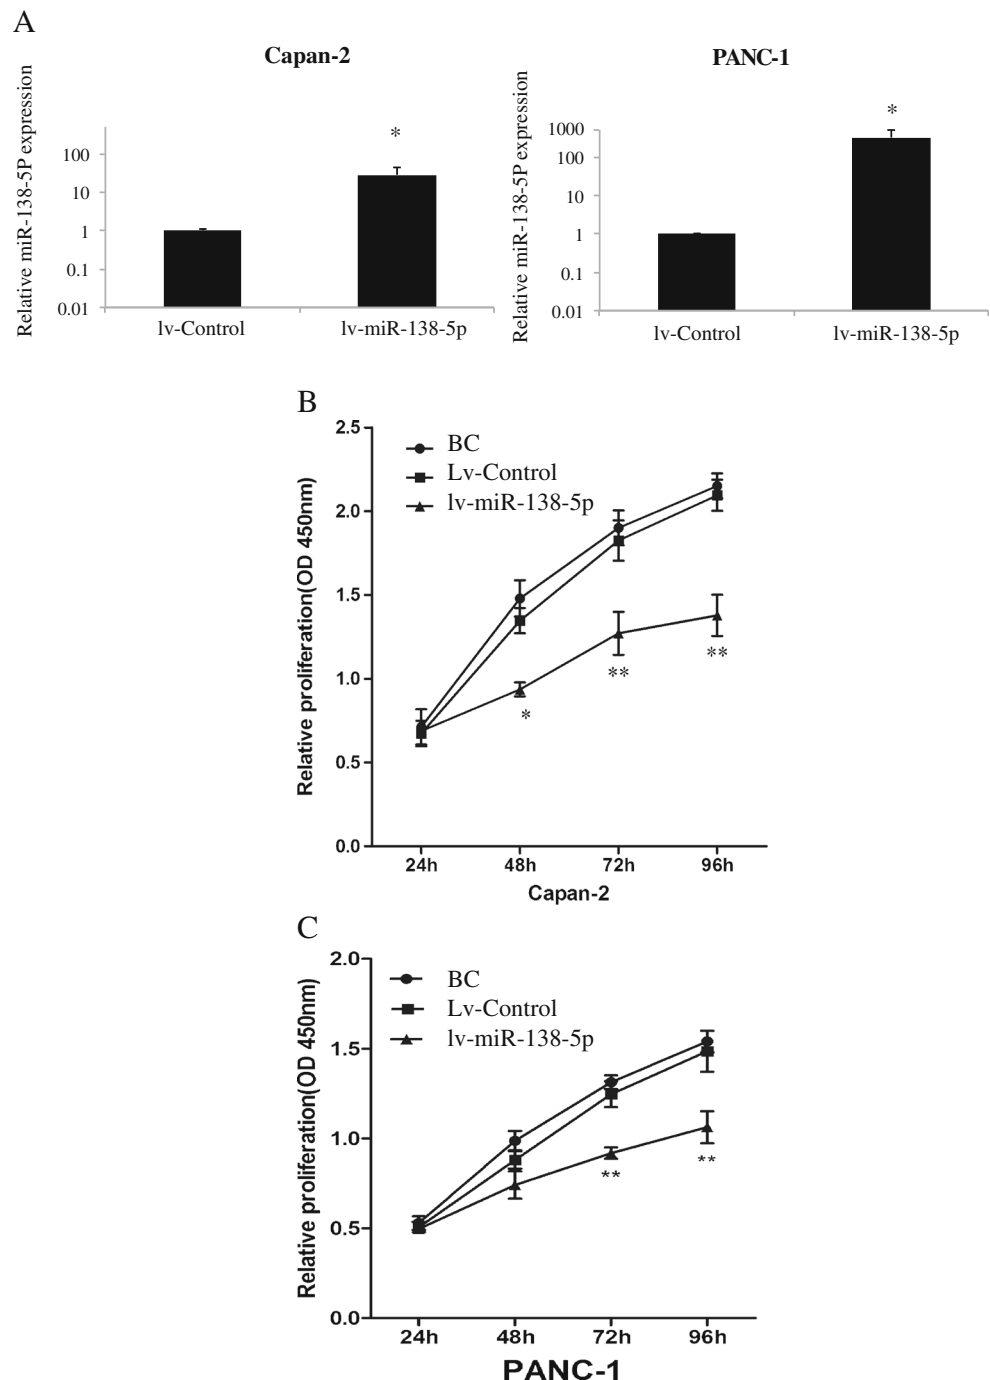 A
Capan-2
Relative miR-138-5P expression
100
10
1
0.1
0.01
*
lv-Control
lv-miR-138-5p
PANC-1
Relative miR-138-5P expression
1000
100
10
1
0.1
0.01
*
lv-Control
lv-miR-138-5p
B
Relative proliferation(OD 450nm)
2.5
2.0
1.5
1.0
0.5
0.0
BC
Lv-Control
lv-miR-138-5p
*
**
**
24h
48h
72h
96h
Capan-2
C
Relative proliferation(OD 450nm)
2.0
1.5
1.0
0.5
0.0
BC
Lv-Control
lv-miR-138-5p
**
**
24h
48h
72h
96h
PANC-1